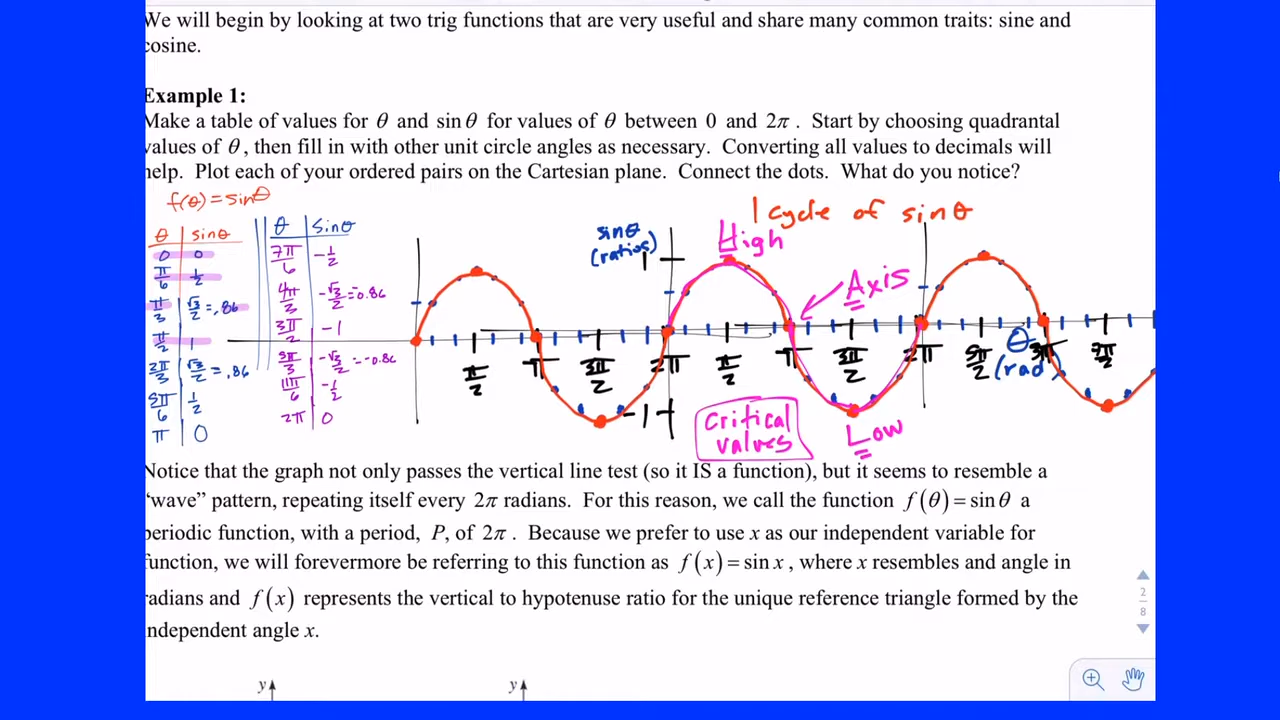 We will begin by looking at two trig functions that are very useful and share many common traits: sine and
cosine.
Example 1:
Make a table of values for θ and sin θ for values of θ between 0 and 2π . Start by choosing quadrantal
values of θ , then fill in with other unit circle angles as necessary. Converting all values to decimals will
help. Plot each of your ordered pairs on the Cartesian plane. Connect the dots. What do you notice?
f(θ) = sinθ
θ sinθ
0 0
π/6 1/2
π/3 √3/2 = .86
π/2 1
2π/3 √3/2 = .86
5π/6 1/2
π 0
θ sinθ
7π/6 -1/2
4π/3 -√3/2 = -0.86
3π/2 -1
5π/3 -√3/2 = -0.86
11π/6 -1/2
2π 0
1 cycle of sinθ
sinθ
(ratios)
1
High
Axis
π/2 π 3π/2 2π π/2 π 3π/2 2π 5π/2 3π 7π/2
θ
(rad)
-1
Critical
values
Low
Notice that the graph not only passes the vertical line test (so it IS a function), but it seems to resemble a
“wave” pattern, repeating itself every 2π radians. For this reason, we call the function f(θ) = sin θ a
periodic function, with a period, P, of 2π . Because we prefer to use x as our independent variable for
function, we will forevermore be referring to this function as f(x) = sin x , where x resembles and angle in
radians and f(x) represents the vertical to hypotenuse ratio for the unique reference triangle formed by the
independent angle x.
2
8
y y